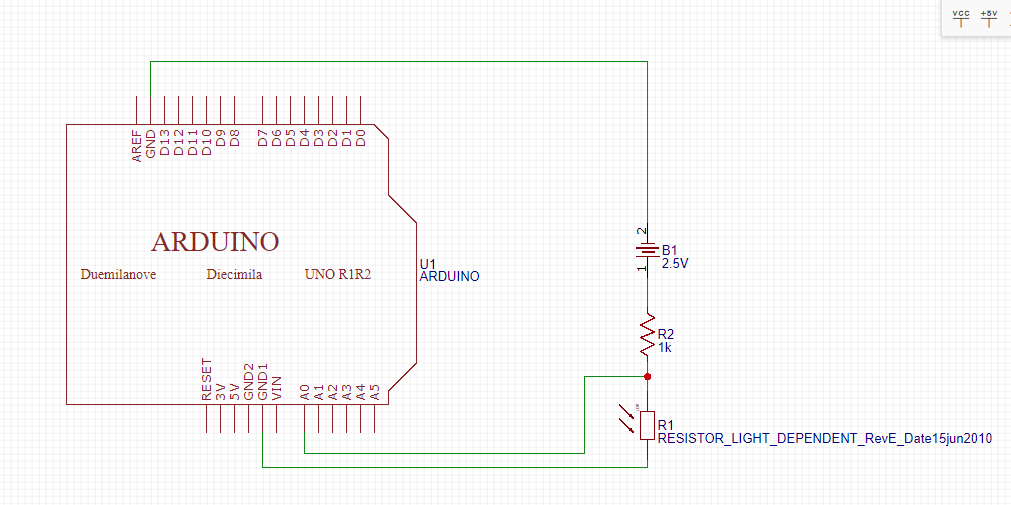 VCC +5V
AREF
GND
D13
D12
D11
D10
D9
D8
D7
D6
D5
D4
D3
D2
D1
D0
ARDUINO
Duemilanove Diecimila UNO R1R2
U1
ARDUINO
2
B1
2.5V
1
R2
1k
RESET
3V
5V
GND2
GND1
VIN
A0
A1
A2
A3
A4
A5
R1
RESISTOR_LIGHT_DEPENDENT_RevE_Date15jun2010